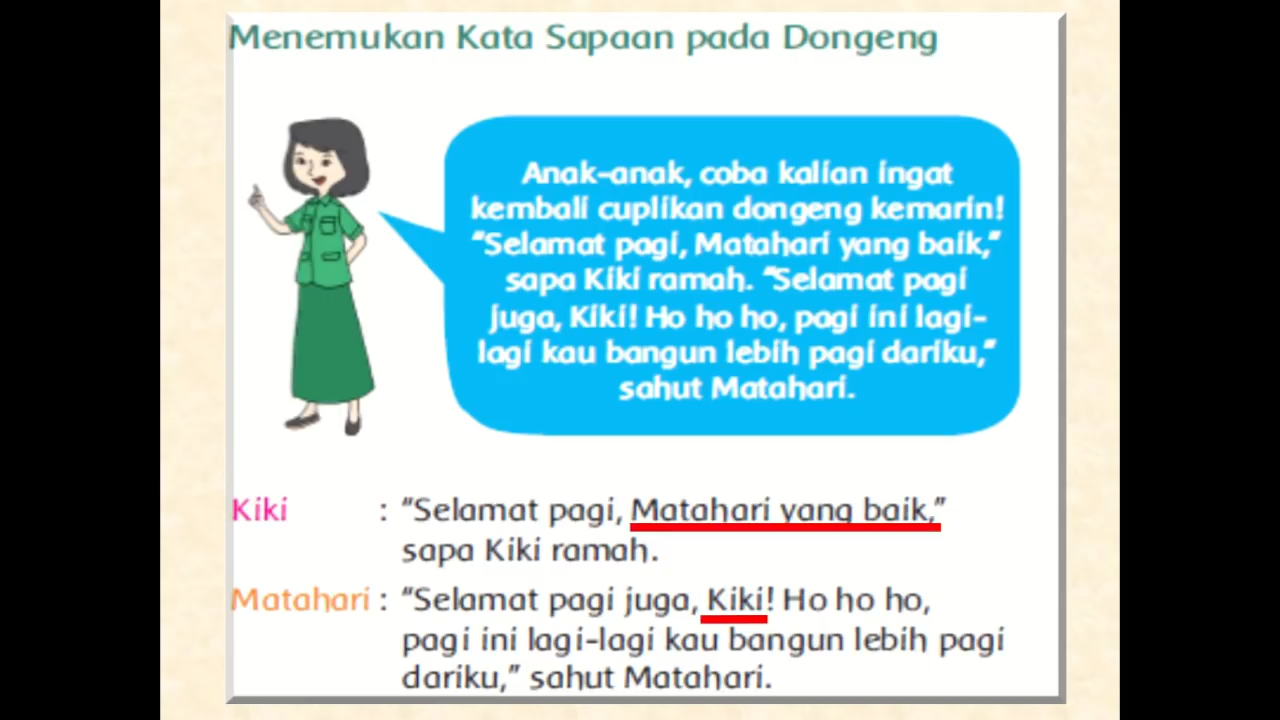 Menemukan Kata Sapaan pada Dongeng
Anak-anak, coba kalian ingat
kembali cuplikan dongeng kemarin!
"Selamat pagi, Matahari yang baik,"
sapa Kiki ramah. "Selamat pagi
juga, Kiki! Ho ho ho, pagi ini lagi-
lagi kau bangun lebih pagi dariku,"
sahut Matahari.
Kiki : "Selamat pagi, Matahari yang baik,"
sapa Kiki ramah.
Matahari : "Selamat pagi juga, Kiki! Ho ho ho,
pagi ini lagi-lagi kau bangun lebih pagi
dariku," sahut Matahari.